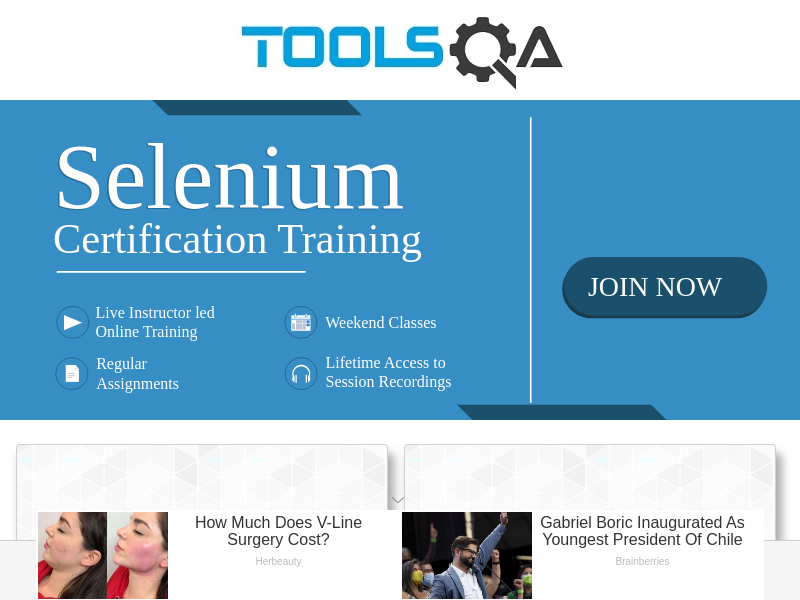 TOOLSQA
Selenium
Certification Training
JOIN NOW
Live Instructor led
Online Training
Weekend Classes
Regular
Assignments
Lifetime Access to
Session Recordings
How Much Does V-Line
Surgery Cost?
Herbeauty
Gabriel Boric Inaugurated As
Youngest President Of Chile
Brainberries